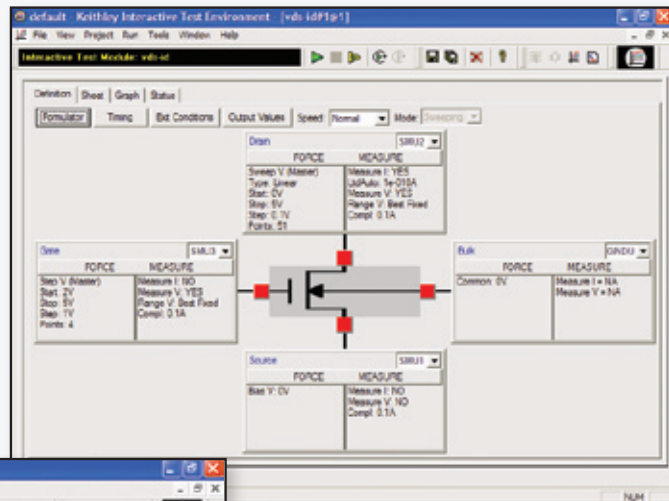 default - Keithley Interactive Test Environment - [vds-id#1@1]
File View Project Run Tools Window Help
Interactive Test Module: vds-id
Definition Sheet Graph Status
Formulator Timing Exit Conditions Output Values Speed: Normal Mode: Sweeping
Drain SMU2
FORCE MEASURE
Sweep V (Master) Measure I: YES
Type: Linear LtdAuto: 1e-010A
Start: 0V Measure V: YES
Stop: 5V Range V: Best Fixed
Step: 0.1V Compl: 0.1A
Points: 51
Gate SMU3
FORCE MEASURE
Step V (Master) Measure I: NO
Start: 2V Measure V: YES
Stop: 5V Range V: Best Fixed
Step: 1V Compl: 0.1A
Points: 4
Bulk GNDU
FORCE MEASURE
Common: 0V Measure I = NA
Measure V = NA
Source SMU1
FORCE MEASURE
Bias V: 0V Measure I: NO
Measure V: NO
Compl: 0.1A
NUM